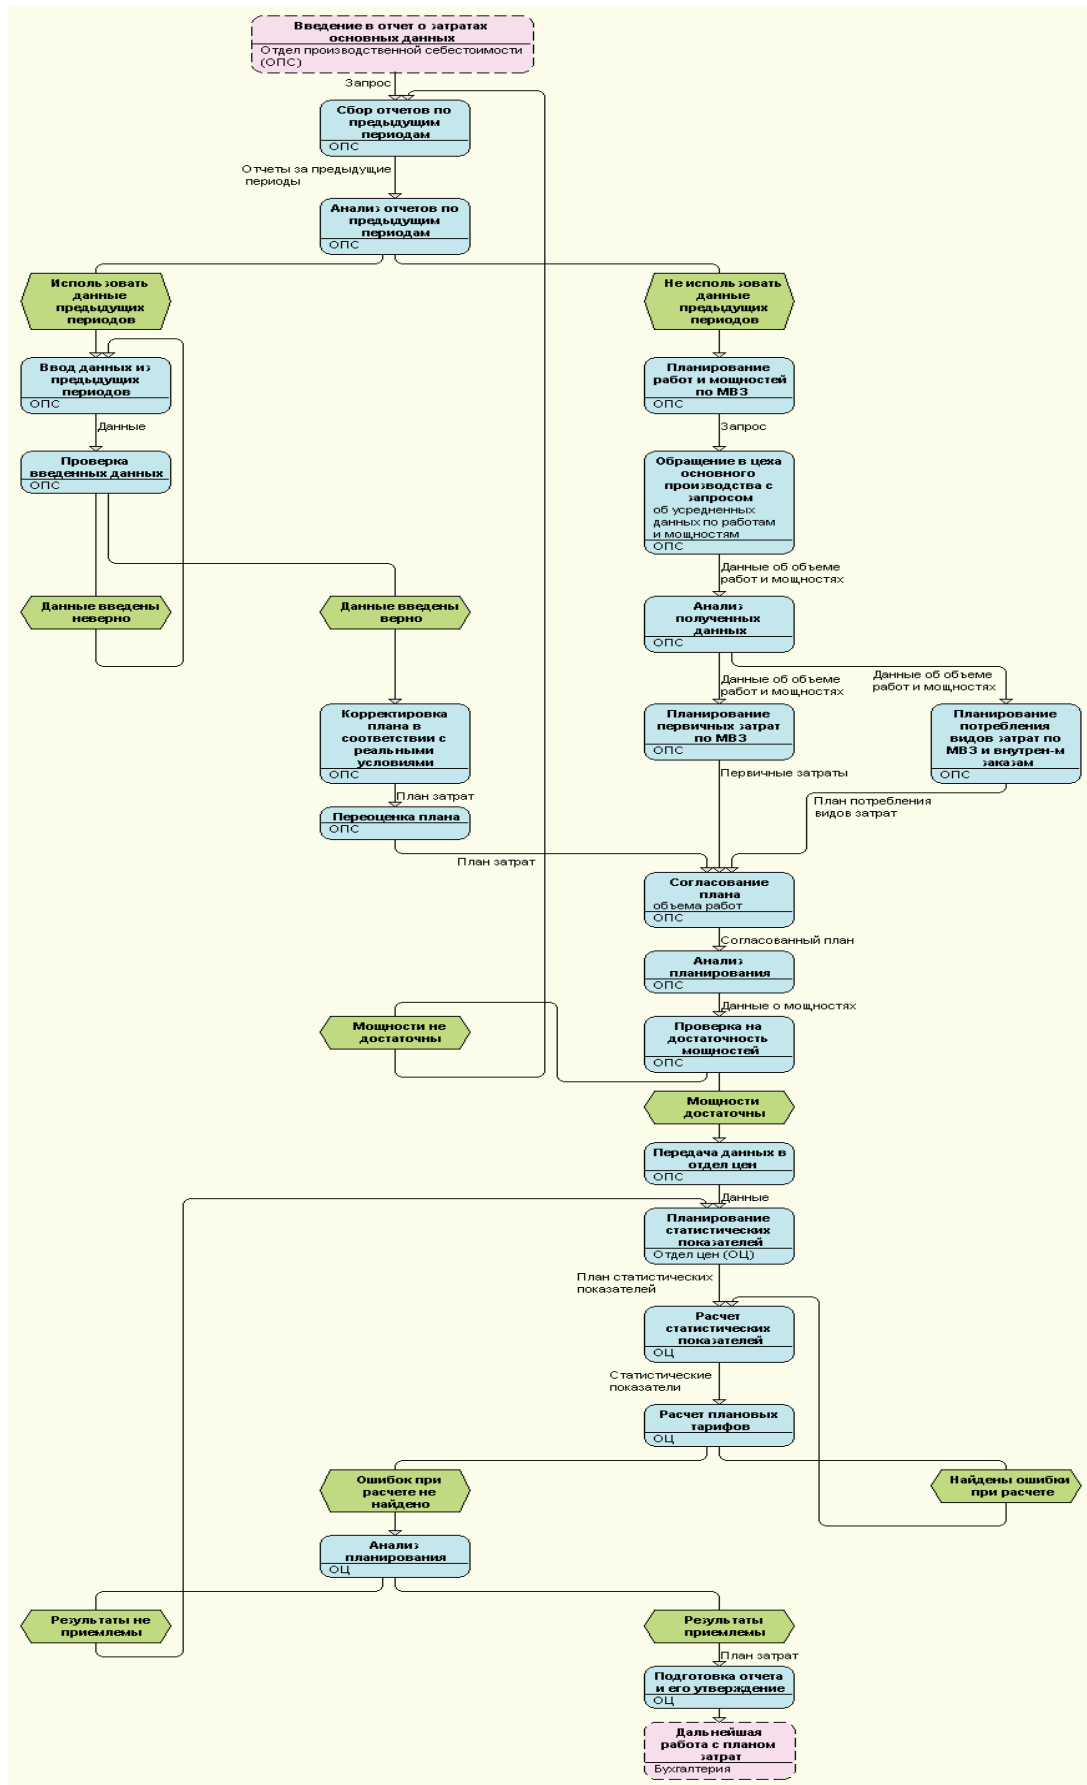 Введение в отчет о затратах
основных данных
Отдел производственной себестоимости
(ОПС)
Запрос
Сбор отчетов по
предыдущим
периодам
ОПС
Отчеты за предыдущие
периоды
Анализ отчетов по
предыдущим
периодам
ОПС
Использовать
данные
предыдущих
периодов
Не использовать
данные
предыдущих
периодов
Ввод данных из
предыдущих
периодов
ОПС
Планирование
работ и мощностей
по МВЗ
ОПС
Данные
Запрос
Проверка
введенных данных
ОПС
Обращение в цеха
основного
производства с
запросом
об усредненных
данных по работам
и мощностям
ОПС
Данные об объеме
работ и мощностях
Данные введены
неверно
Данные введены
верно
Анализ
полученных
данных
ОПС
Данные об объеме
работ и мощностях
Данные об объеме
работ и мощностях
Корректировка
плана в
соответствии с
реальными
условиями
ОПС
Планирование
первичных затрат
по МВЗ
ОПС
Планирование
потребления
видов затрат по
МВЗ и внутрен-м
заказам
ОПС
План затрат
Первичные затраты
План потребления
видов затрат
Переоценка плана
ОПС
План затрат
Согласование
плана
объема работ
ОПС
Согласованный план
Анализ
планирования
ОПС
Данные о мощностях
Мощности не
достаточны
Проверка на
достаточность
мощностей
ОПС
Мощности
достаточны
Передача данных в
отдел цен
ОПС
Данные
Планирование
статистических
показателей
Отдел цен (ОЦ)
План статистических
показателей
Расчет
статистических
показателей
ОЦ
Статистические
показатели
Расчет плановых
тарифов
ОЦ
Ошибок при
расчете не
найдено
Найдены ошибки
при расчете
Анализ
планирования
ОЦ
Результаты не
приемлемы
Результаты
приемлемы
План затрат
Подготовка отчета
и его утверждение
ОЦ
Дальнейшая
работа с планом
затрат
Бухгалтерия